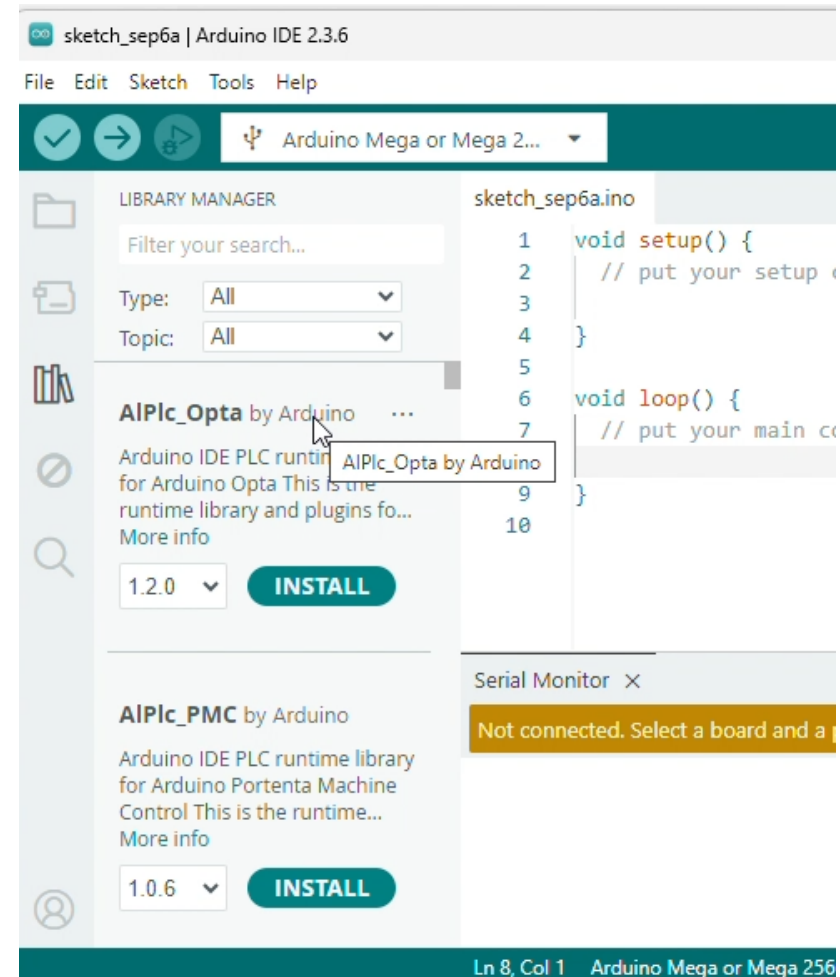 sketch_sep6a | Arduino IDE 2.3.6
File Edit Sketch Tools Help
Arduino Mega or Mega 2...
LIBRARY MANAGER
Filter your search...
Type: All
Topic: All
AlPlc_Opta by Arduino ...
Arduino IDE PLC runtim
for Arduino Opta This is the
runtime library and plugins fo...
More info
1.2.0 INSTALL
AlPlc_Opta by Arduino
AlPlc_PMC by Arduino
Arduino IDE PLC runtime library
for Arduino Portenta Machine
Control This is the runtime...
More info
1.0.6 INSTALL
sketch_sep6a.ino
1 void setup() {
2 // put your setup
3
4 }
5
6 void loop() {
7 // put your main
9 }
10
Serial Monitor ×
Not connected. Select a board and a
Ln 8, Col 1 Arduino Mega or Mega 256